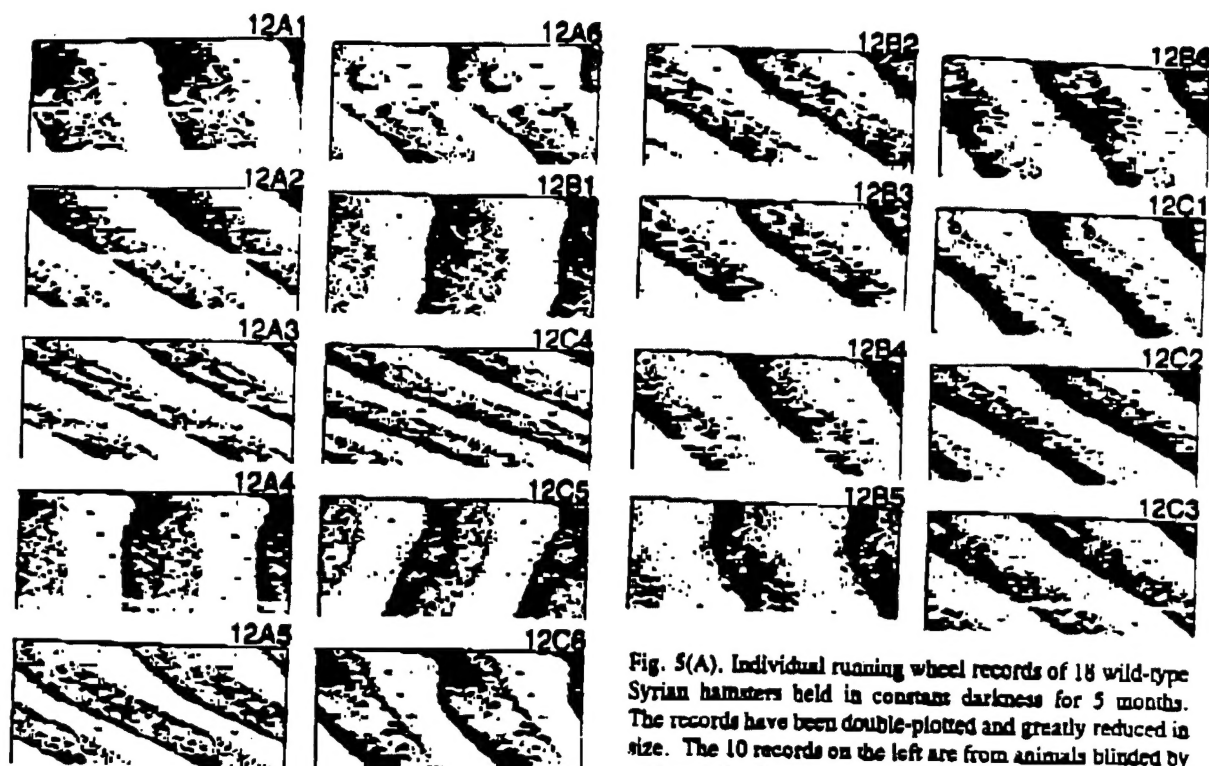 12A1
12A6
12B2
12B6
12A2
12B1
12B3
12C1
12A3
12C4
12B4
12C2
12A4
12C5
12B5
12C3
12A5
12C6
Fig. 5(A). Individual running wheel records of 18 wild-type
Syrian hamsters held in constant darkness for 5 months.
The records have been double-plotted and greatly reduced in
size. The 10 records on the left are from animals blinded by